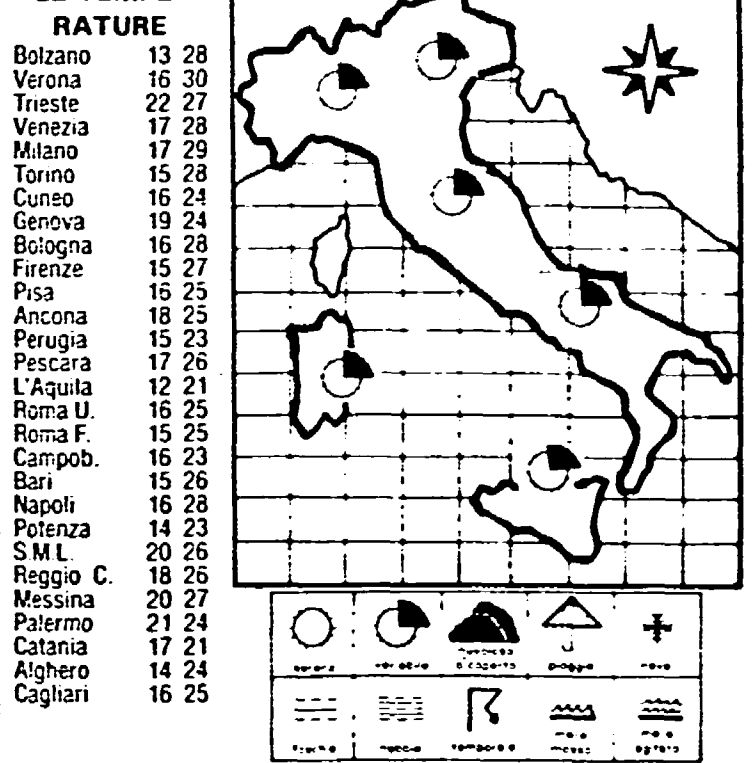 RATURE
Bolzano 13 28
Verona 16 30
Trieste 22 27
Venezia 17 28
Milano 17 29
Torino 15 28
Cuneo 16 24
Genova 19 24
Bologna 16 28
Firenze 15 27
Pisa 16 25
Ancona 18 25
Perugia 15 23
Pescara 17 26
L'Aquila 12 21
Roma U. 16 25
Roma F. 15 25
Campob. 16 23
Bari 15 26
Napoli 16 28
Potenza 14 23
S.M.L. 20 26
Reggio C. 18 26
Messina 20 27
Palermo 21 24
Catania 17 21
Alghero 14 24
Cagliari 16 25
sereno variabile nuvoloso o coperto pioggia neve
nebbia temporale mare mosso mare agitato